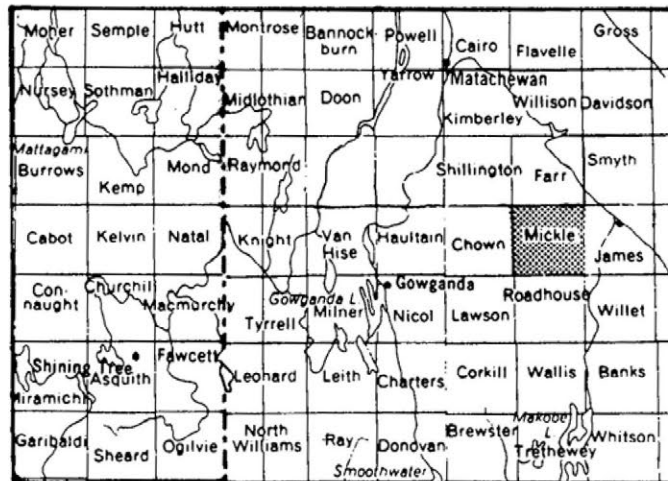 Moher Semple Hutt Montrose Bannock- burn Powell Cairo Flavelle Gross
Nursey Sothman Halliday Midlothian Doon Yarrow Matachewan Kimberley Willison Davidson
Mattagami
Burrows Kemp Mond Raymond Shillington Farr Smyth
Cabot Kelvin Natal Knight Van Hise Haultain Chown Mickle James
Con- naught Churchill Macmurchy Tyrrell Gowganda L Milner Gowganda Nicol Lawson Roadhouse Willet
Shining Tree
Miramichi Asquith Fawcett Leonard Leith Charters Corkill Wallis Banks
Garibaldi Sheard Ogilvie North Williams Ray Donovan Brewster Makobe L Trethewey Whitson
Smoothwater